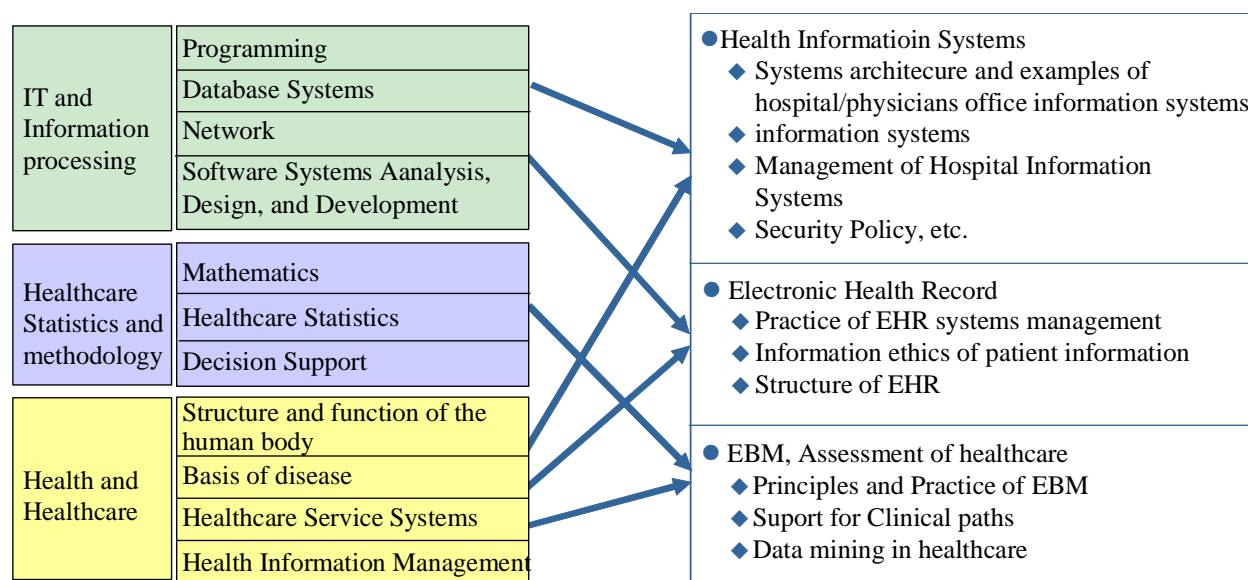 IT and
Information
processing
Programming
Database Systems
Network
Software Systems Aanalysis,
Design, and Development
Healthcare
Statistics and
methodology
Mathematics
Healthcare Statistics
Decision Support
Health and
Healthcare
Structure and function of the
human body
Basis of disease
Healthcare Service Systems
Health Information Management
Health Informatioin Systems
Systems architecure and examples of
hospital/physicians office information systems
information systems
Management of Hospital Information
Systems
Security Policy, etc.
Electronic Health Record
Practice of EHR systems management
Information ethics of patient information
Structure of EHR
EBM, Assessment of healthcare
Principles and Practice of EBM
Suport for Clinical paths
Data mining in healthcare